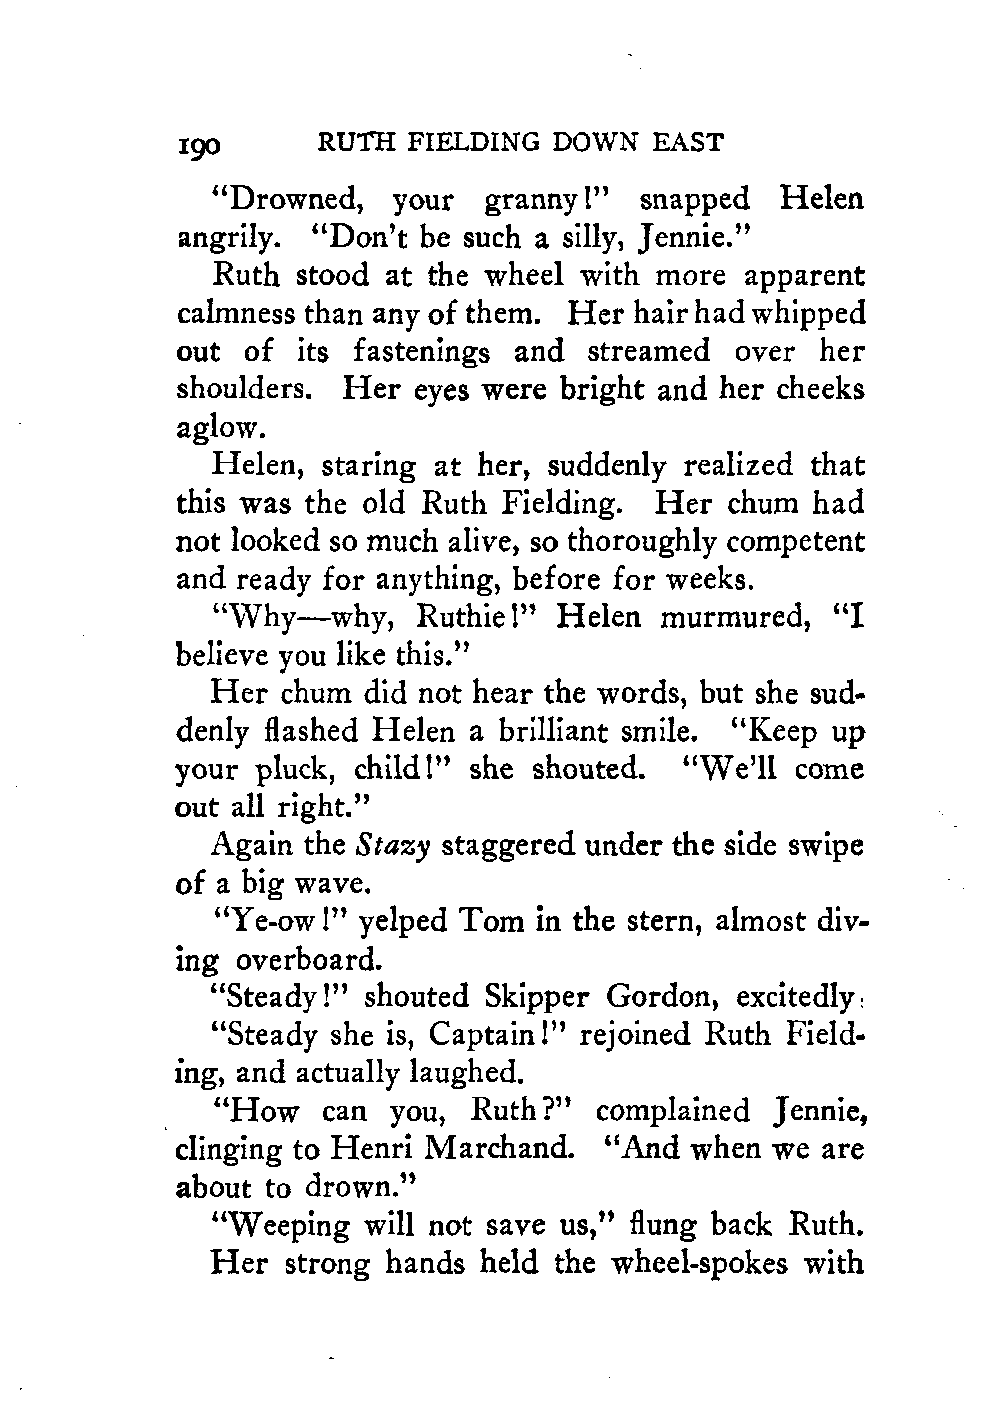 190 RUTH FIELDING DOWN EAST
“Drowned, your granny!” snapped Helen
angrily. “Don’t be such a silly, Jennie.”
Ruth stood at the wheel with more apparent
calmness than any of them. Her hair had whipped
out of its fastenings and streamed over her
shoulders. Her eyes were bright and her cheeks
aglow.
Helen, staring at her, suddenly realized that
this was the old Ruth Fielding. Her chum had
not looked so much alive, so thoroughly competent
and ready for anything, before for weeks.
“Why—why, Ruthie!” Helen murmured, “I
believe you like this.”
Her chum did not hear the words, but she sud-
denly flashed Helen a brilliant smile. “Keep up
your pluck, child!” she shouted. “We’ll come
out all right.”
Again the Stazy staggered under the side swipe
of a big wave.
“Ye-ow!” yelped Tom in the stern, almost div-
ing overboard.
“Steady!” shouted Skipper Gordon, excitedly.
“Steady she is, Captain!” rejoined Ruth Field-
ing, and actually laughed.
“How can you, Ruth?” complained Jennie,
clinging to Henri Marchand. “And when we are
about to drown.”
“Weeping will not save us,” flung back Ruth.
Her strong hands held the wheel-spokes with